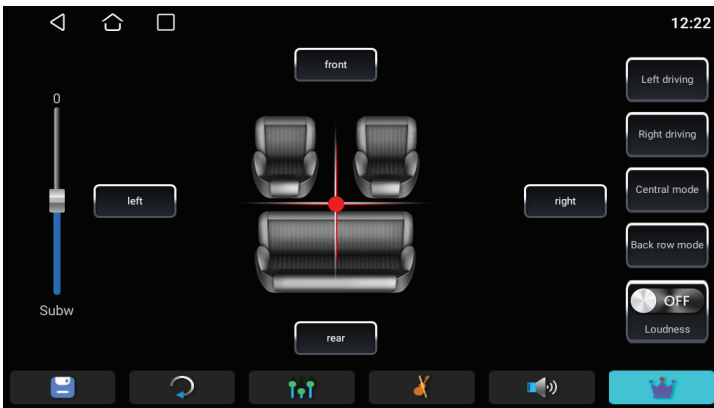 12:22
front
Left driving
0
Right driving
left
right
Central mode
Back row mode
OFF
Subw
Loudness
rear